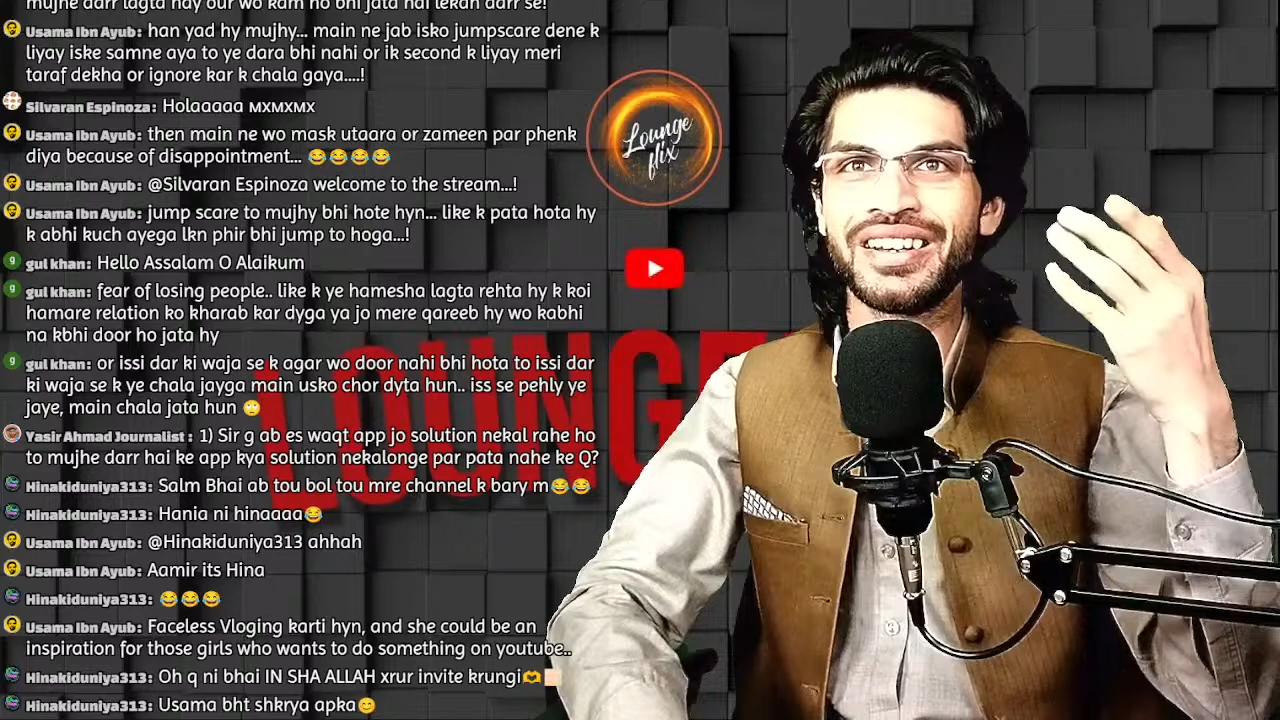 mujhe darr lagta hay our wo kam ho bhi jata hai lekan darr se!
Usama Ibn Ayub: han yad hy mujhy... main ne jab isko jumpscare dene k
liyay iske samne aya to ye dara bhi nahi or ik second k liyay meri
taraf dekha or ignore kar k chala gaya....!
Silvaran Espinoza: Holaaaaa ᴍxᴍxᴍx
Usama Ibn Ayub: then main ne wo mask utaara or zameen par phenk
diya because of disappointment... 😂😂😂😂
Usama Ibn Ayub: @Silvaran Espinoza welcome to the stream...!
Usama Ibn Ayub: jump score to mujhy bhi hote hyn... like k pata hota hy
k abhi kuch ayega lkn phir bhi jump to hoga...!
gul khan: Hello Assalam O Alaikum
gul khan: fear of losing people.. like k ye hamesha lagta rehta hy k koi
hamare relation ko kharab kar dyga ya jo mere qareeb hy wo kabhi
na kbhi door ho jata hy
gul khan: or issi dar ki waja se k agar wo door nahi bhi hota to issi dar
ki waja se k ye chala jayga main usko chor dyta hun.. iss se pehly ye
jaye, main chala jata hun 🙄
Yasir Ahmad Journalist : 1) Sir g ab es waqt app jo solution nekal rahe ho
to mujhe darr hai ke app kya solution nekalonge par pata nahe ke Q?
Hinakiduniya313: Salm Bhai ab tou bol tou mre channel k bary m😂😂
Hinakiduniya313: Hania ni hinaaaa😂
Usama Ibn Ayub: @Hinakiduniya313 ahhah
Usama Ibn Ayub: Aamir its Hina
Hinakiduniya313: 😂😂😂
Usama Ibn Ayub: Faceless Vloging karti hyn, and she could be an
inspiration for those girls who wants to do something on youtube..
Hinakiduniya313: Oh q ni bhai IN SHA ALLAH xrur invite krungi🫶🏻
Hinakiduniya313: Usama bht shkrya apka😊
Lounge
flix
LOUNGE